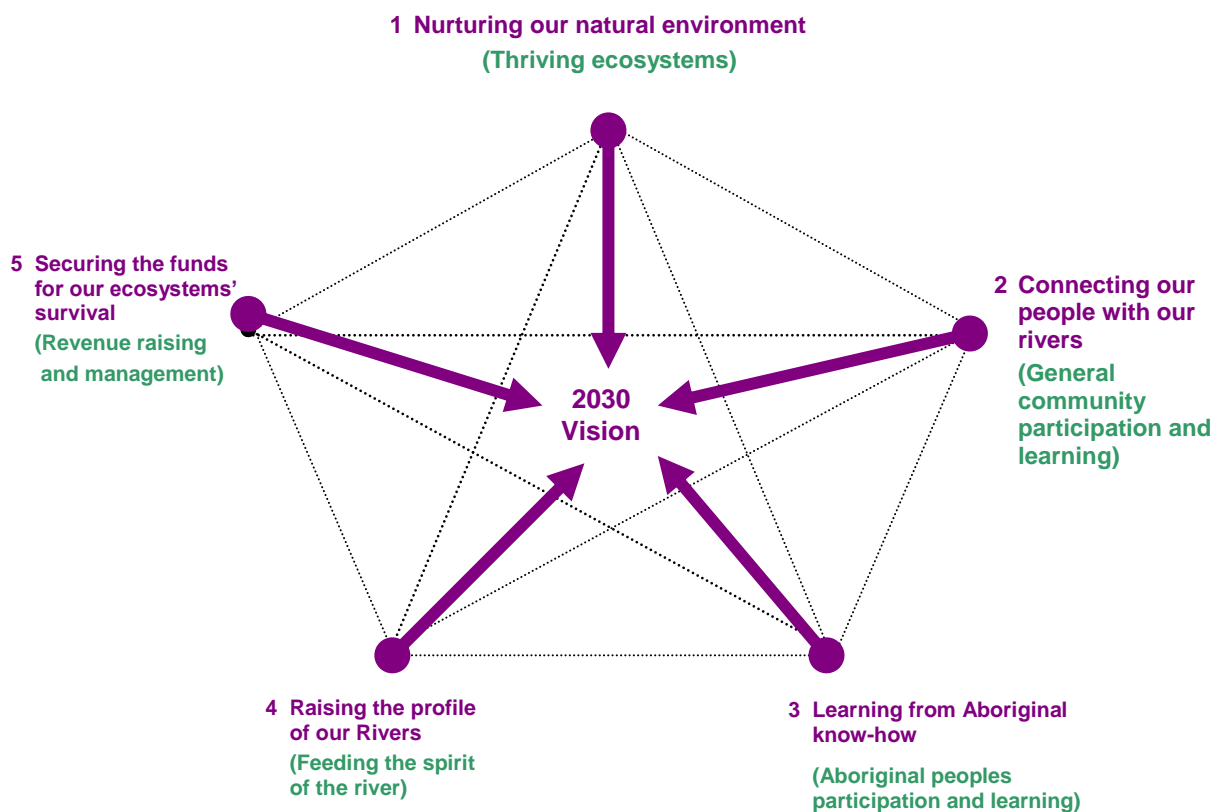 1 Nurturing our natural environment
(Thriving ecosystems)
5 Securing the funds
for our ecosystems’
survival
(Revenue raising
and management)
2 Connecting our
people with our
rivers
(General
community
participation and
learning)
2030
Vision
4 Raising the profile
of our Rivers
(Feeding the spirit
of the river)
3 Learning from Aboriginal
know-how
(Aboriginal peoples
participation and learning)